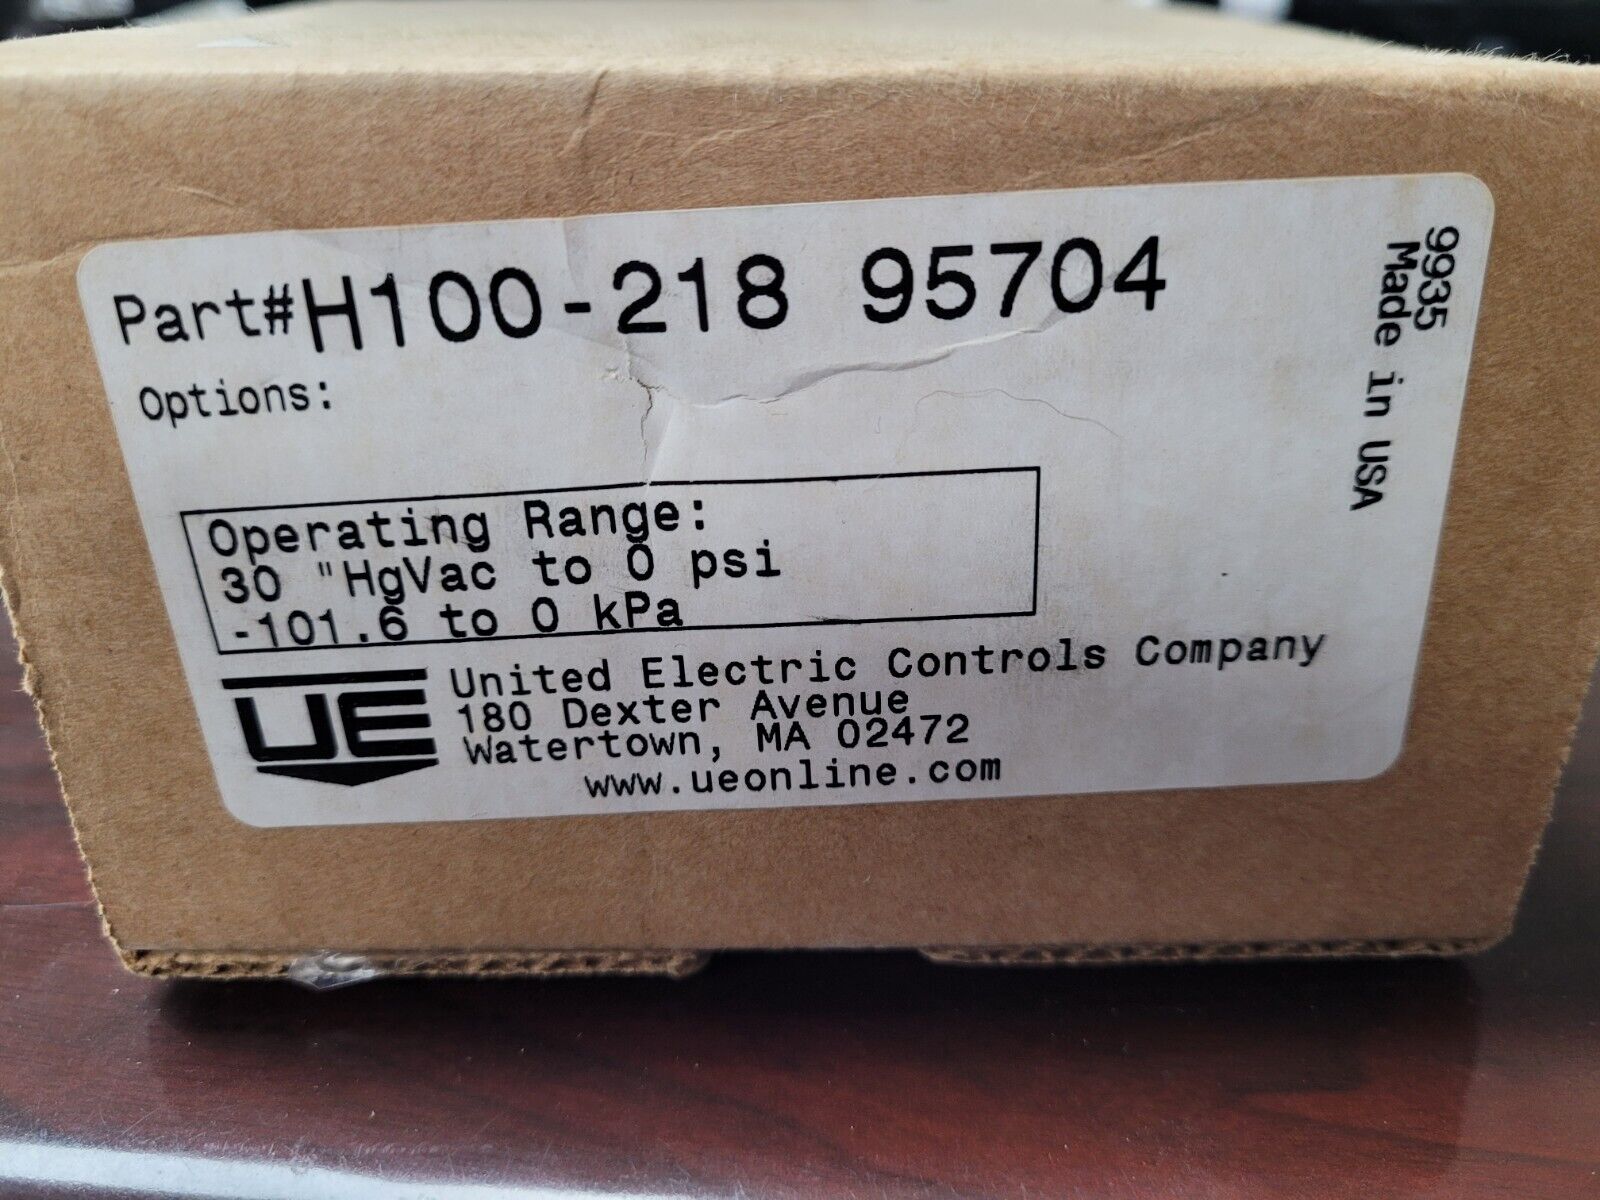 Part#H100-218 95704
Options:
Operating Range:
30 "HgVac to 0 psi
-101.6 to 0 kPa
UE
United Electric Controls Company
180 Dexter Avenue
Watertown, MA 02472
www.ueonline.com
9935
Made in USA